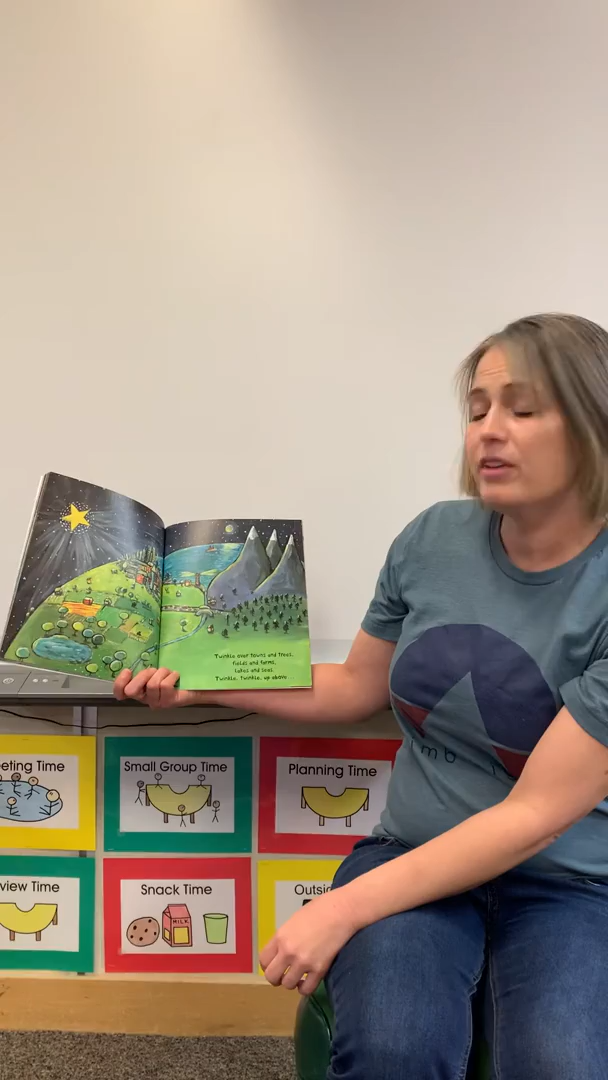 Twinkle over towns and trees,
fields and farms,
lakes and seas.
Twinkle, twinkle, up above
eeting Time
Small Group Time
Planning Time
view Time
Snack Time
MILK
Outsi